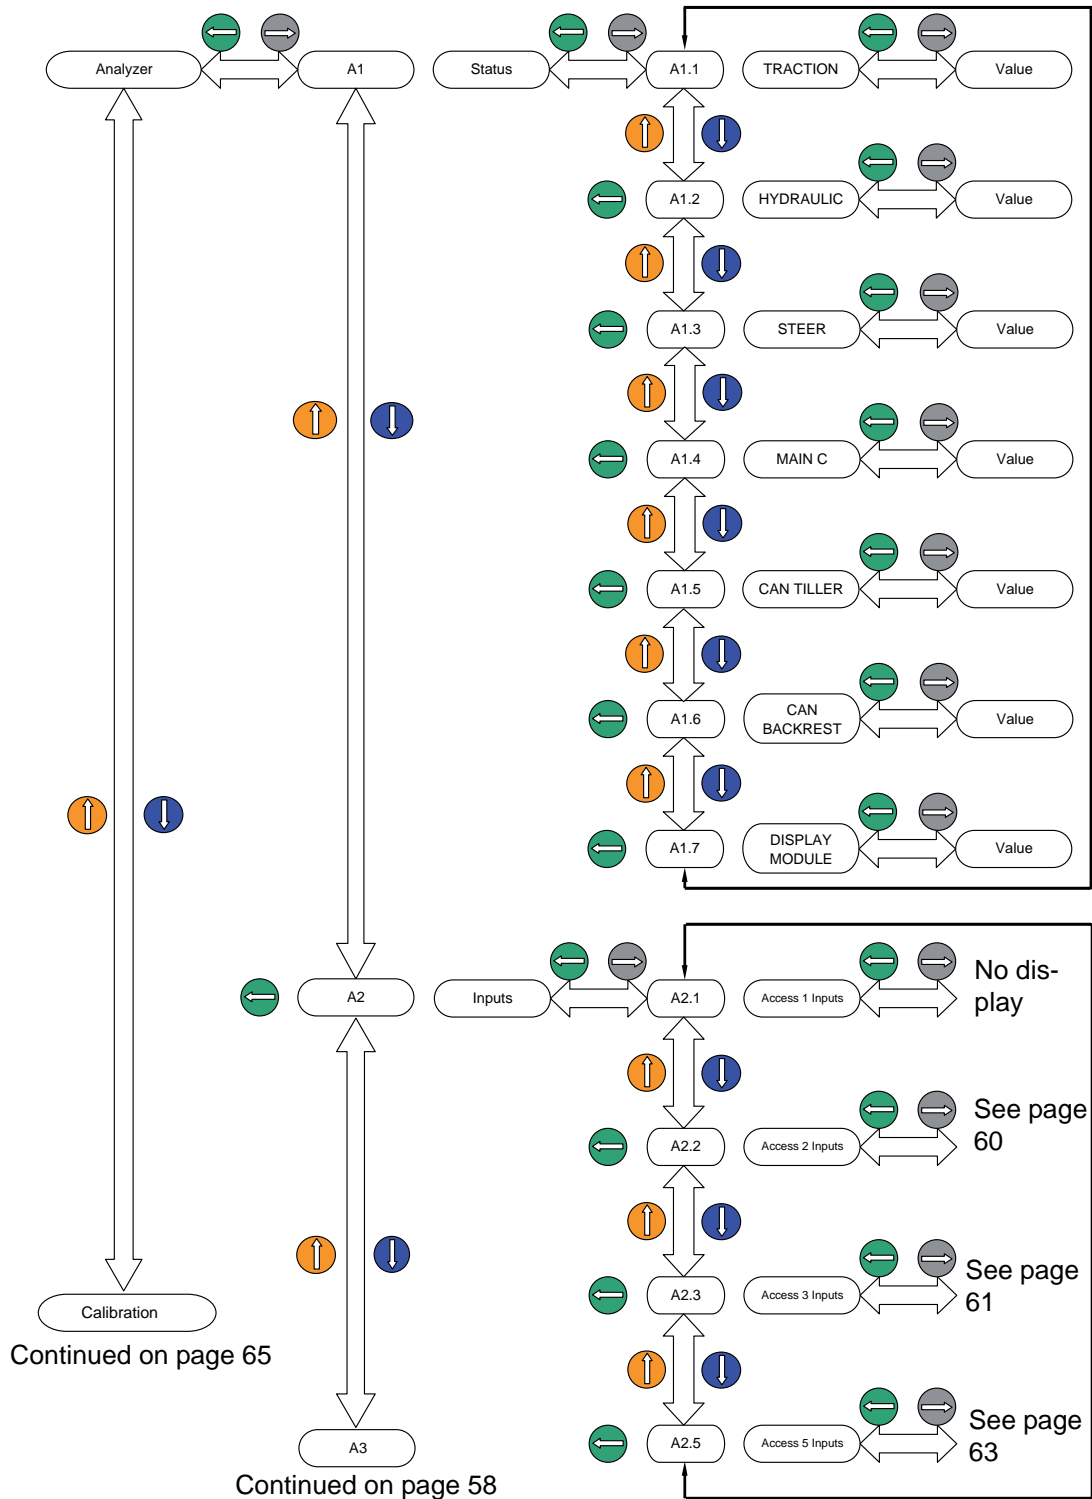 Analyzer
A1
Status
A1.1
TRACTION
Value
A1.2
HYDRAULIC
Value
A1.3
STEER
Value
A1.4
MAIN C
Value
A1.5
CAN TILLER
Value
A1.6
CAN
BACKREST
Value
A1.7
DISPLAY
MODULE
Value
A2
Inputs
A2.1
Access 1 Inputs
No dis-
play
A2.2
Access 2 Inputs
See page
60
A2.3
Access 3 Inputs
See page
61
Calibration
Continued on page 65
A2.5
Access 5 Inputs
See page
63
A3
Continued on page 58